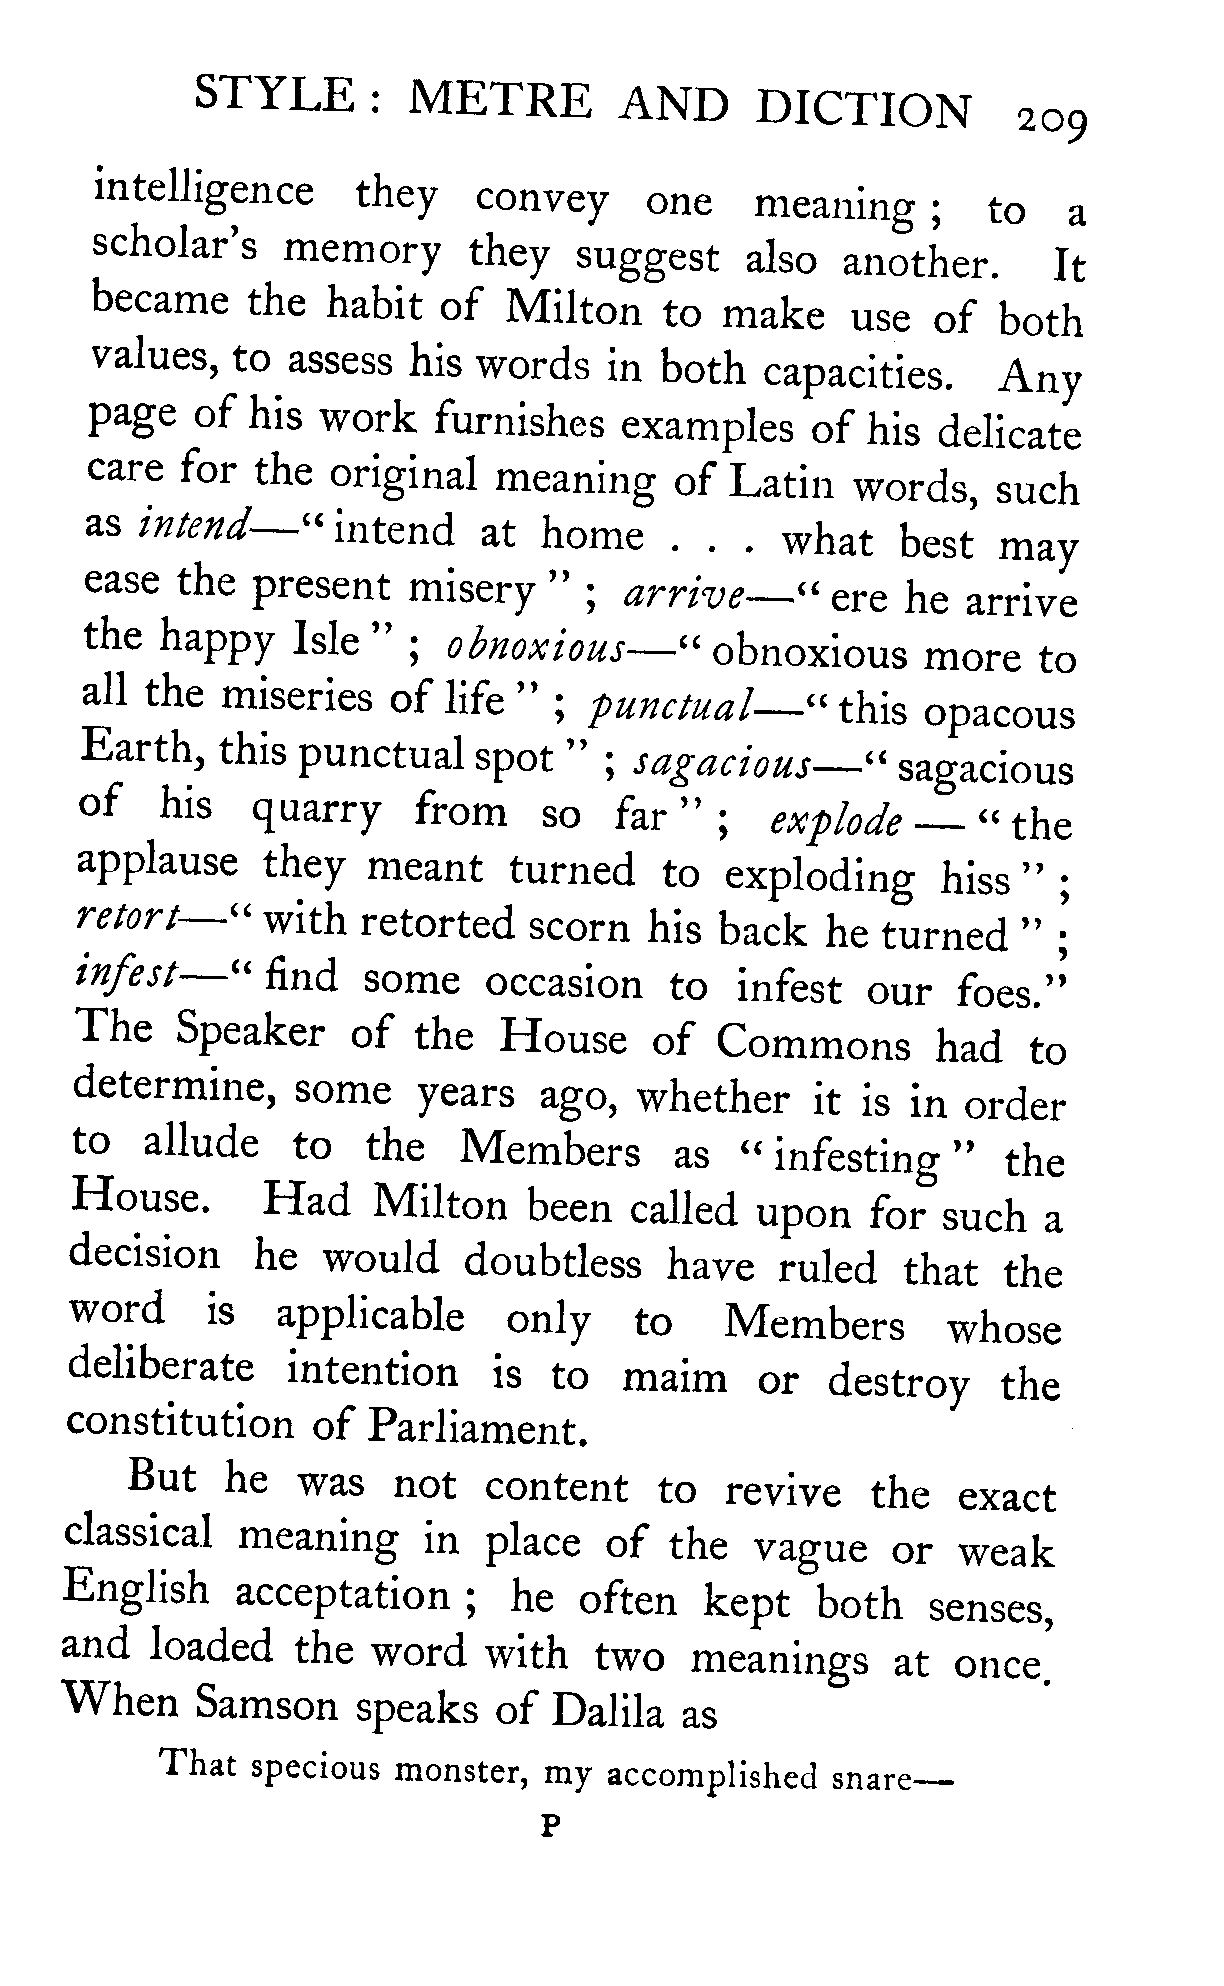 STYLE : METRE AND DICTION 209
intelligence they convey one meaning ; to a
scholar's memory they suggest also another. It
became the habit of Milton to make use of both
values, to assess his words in both capacities. Any
page of his work furnishes examples of his delicate
care for the original meaning of Latin words, such
as intend—“ intend at home . . . what best may
ease the present misery ” ; arrive—“ ere he arrive
the happy Isle ” ; obnoxious—“ obnoxious more to
all the miseries of life ” ; punctual—“ this opacous
Earth, this punctual spot ” ; sagacious—“ sagacious
of his quarry from so far ” ; explode — “ the
applause they meant turned to exploding hiss ” ;
retort—“ with retorted scorn his back he turned ” ;
infest—“ find some occasion to infest our foes.”
The Speaker of the House of Commons had to
determine, some years ago, whether it is in order
to allude to the Members as “ infesting ” the
House. Had Milton been called upon for such a
decision he would doubtless have ruled that the
word is applicable only to Members whose
deliberate intention is to maim or destroy the
constitution of Parliament.
But he was not content to revive the exact
classical meaning in place of the vague or weak
English acceptation ; he often kept both senses,
and loaded the word with two meanings at once.
When Samson speaks of Dalila as
That specious monster, my accomplished snare—
P